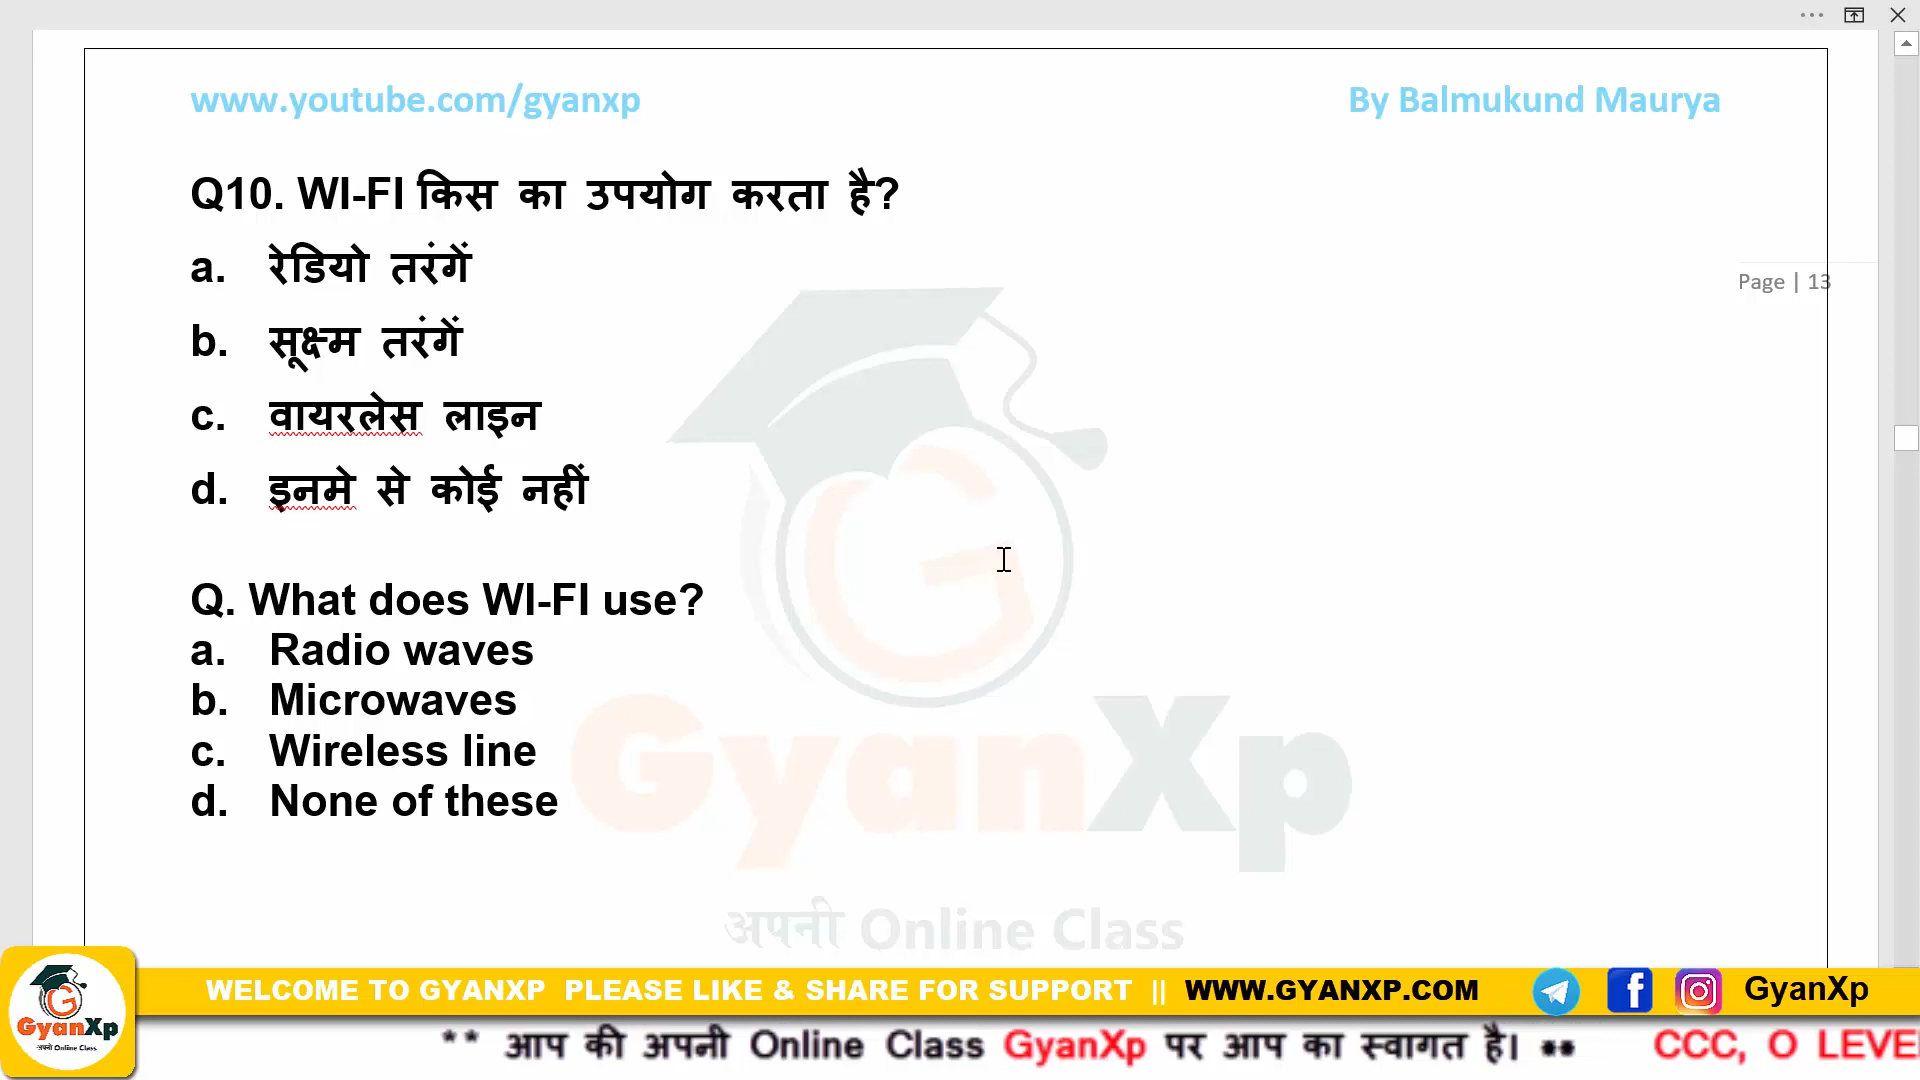 www.youtube.com/gyanxp By Balmukund Maurya
Q10. WI-FI किस का उपयोग करता है?
a. रेडियो तरंगें
Page | 13
b. सूक्ष्म तरंगें
c. वायरलेस लाइन
d. इनमे से कोई नहीं
Q. What does WI-FI use?
a. Radio waves
b. Microwaves
c. Wireless line
d. None of these
GyanXp
अपनी Online Class
WELCOME TO GYANXP PLEASE LIKE & SHARE FOR SUPPORT || WWW.GYANXP.COM GyanXp
GyanXp
अपनी Online Class
** आप की अपनी Online Class GyanXp पर आप का स्वागत है। ** CCC, O LEVE